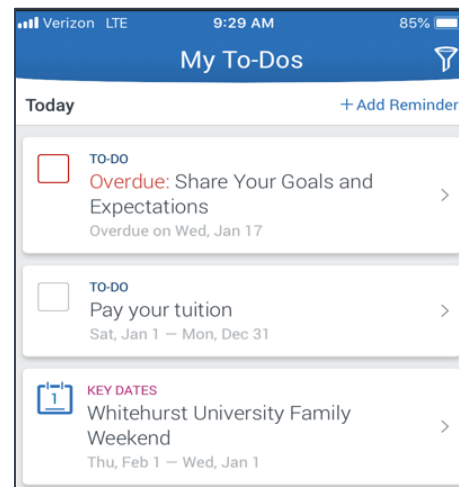 Verizon LTE 9:29 AM 85%
My To-Dos
Today + Add Reminder
TO-DO
Overdue: Share Your Goals and
Expectations
Overdue on Wed, Jan 17
TO-DO
Pay your tuition
Sat, Jan 1 — Mon, Dec 31
1
KEY DATES
Whitehurst University Family
Weekend
Thu, Feb 1 — Wed, Jan 1